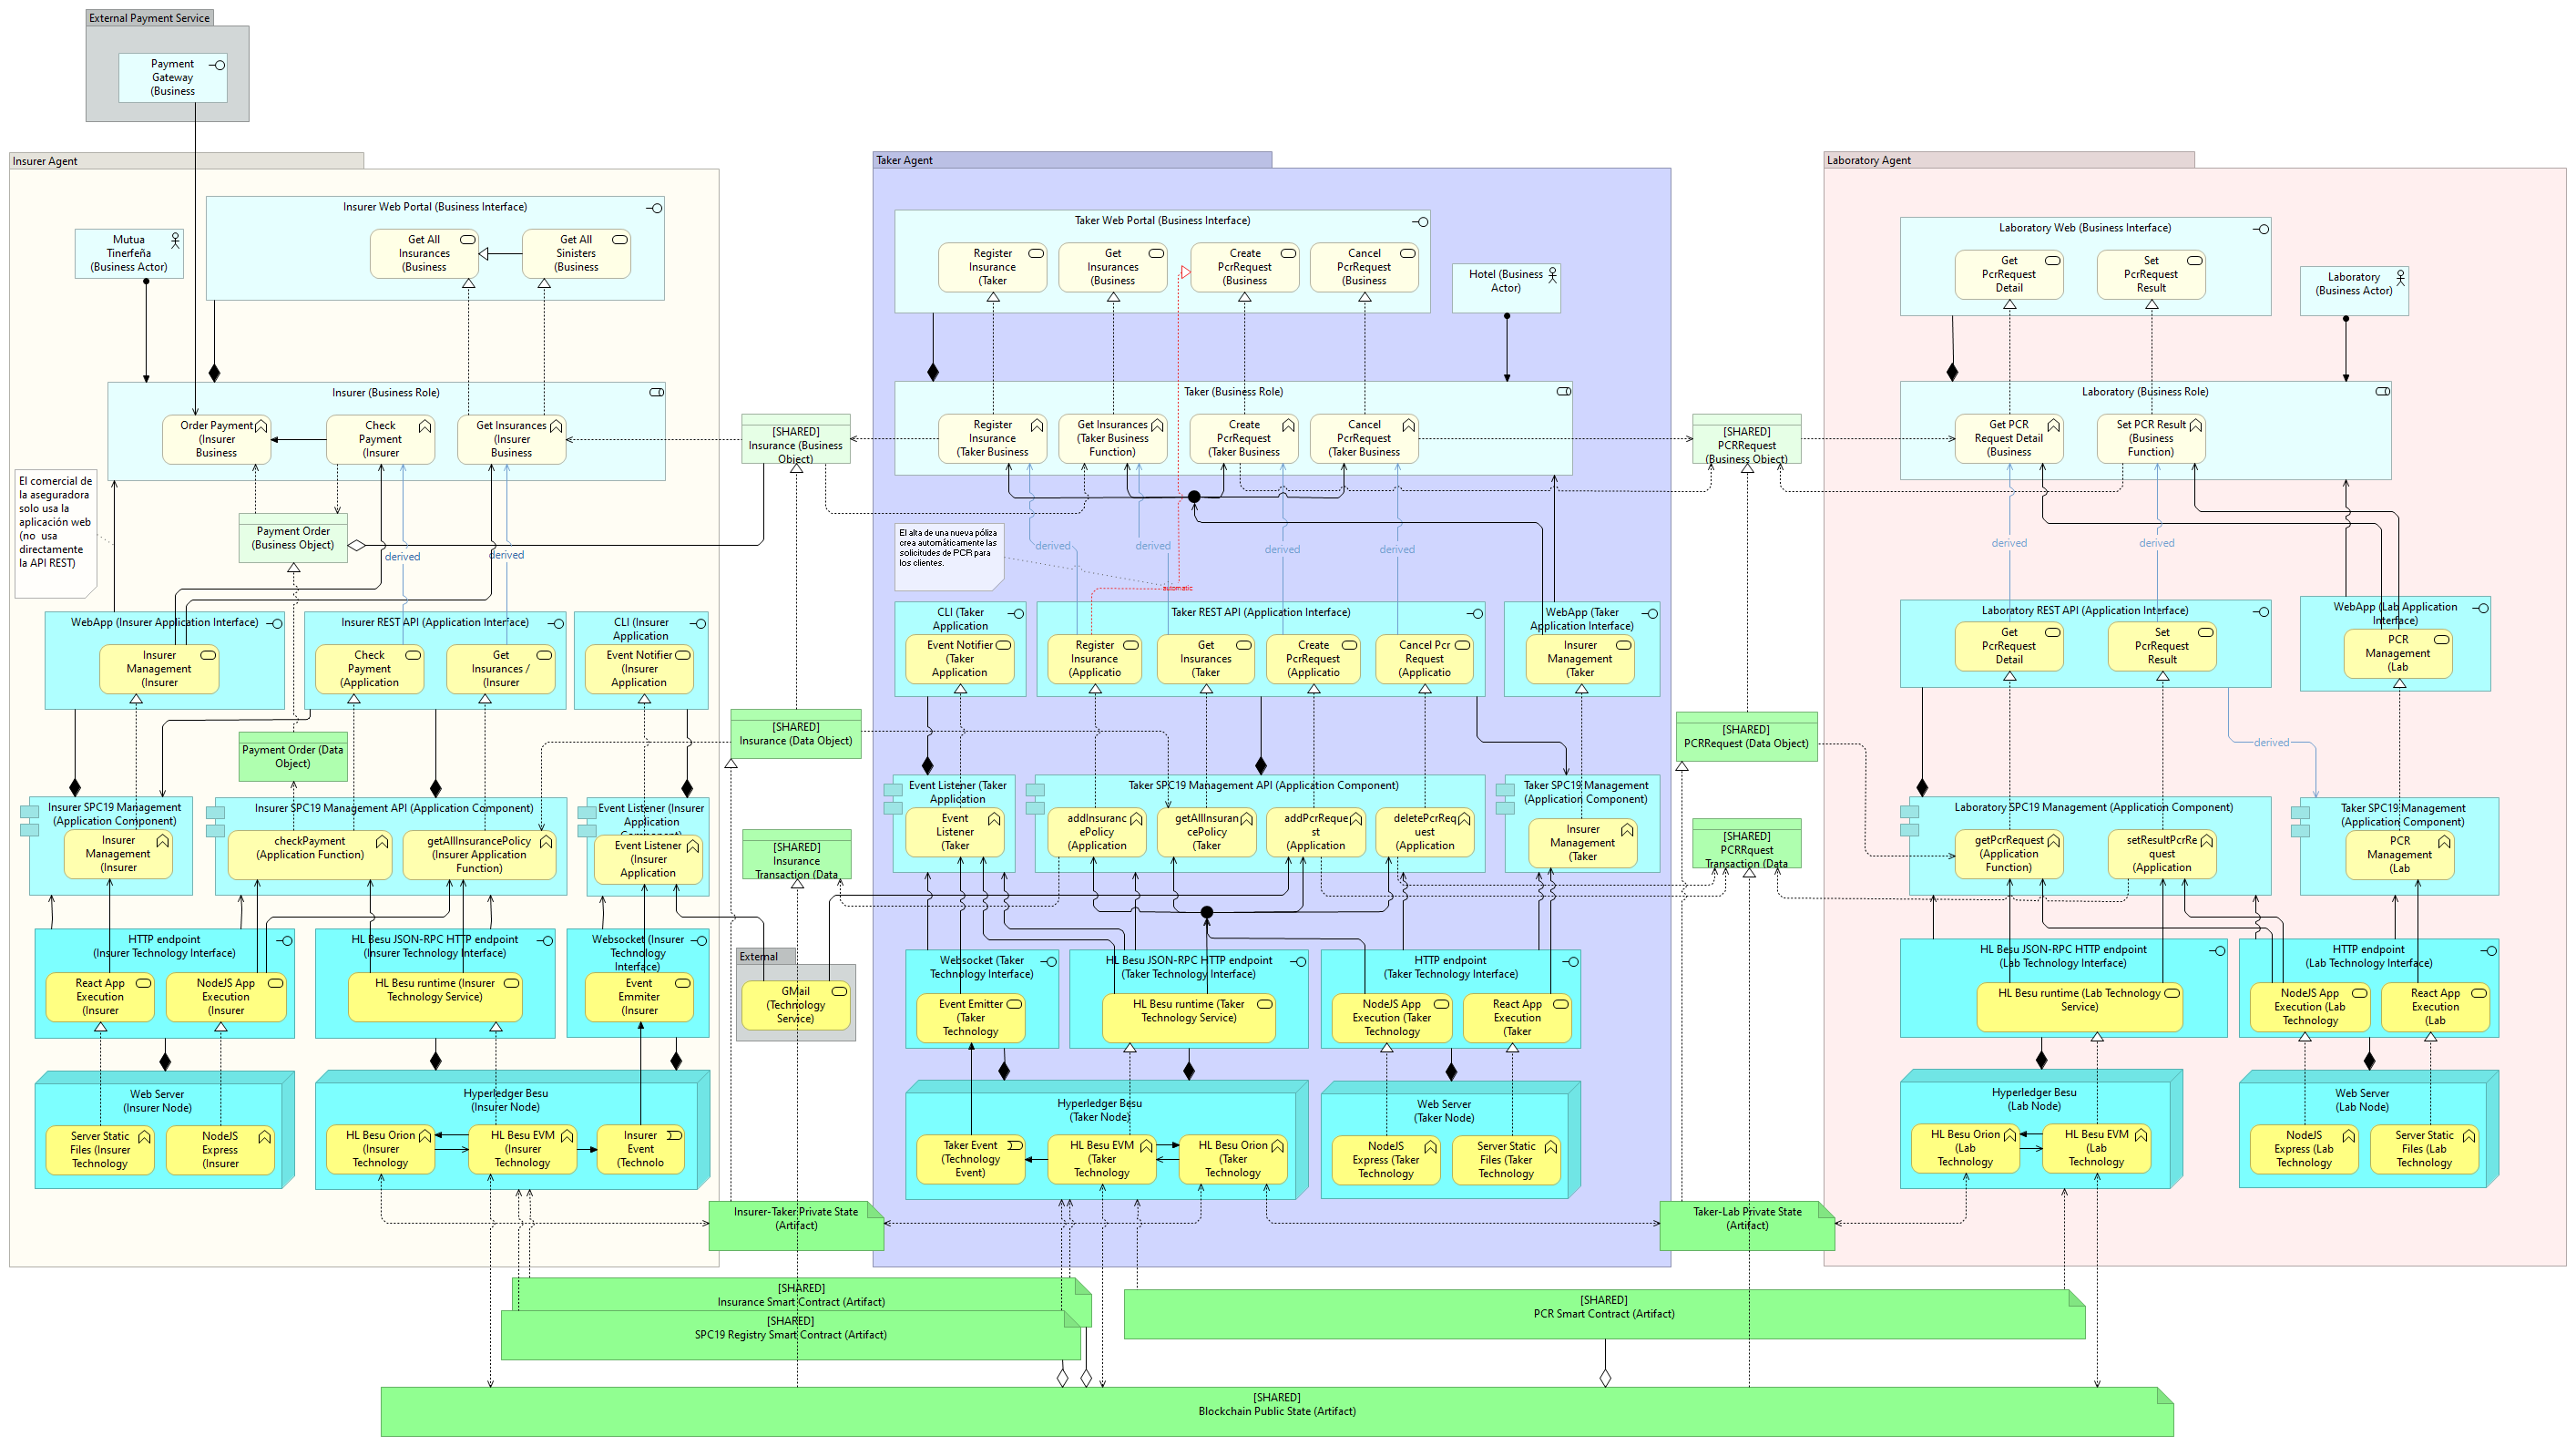 External Payment Service
Payment
Gateway
(Business
Insurer Agent
Insurer Web Portal (Business Interface)
Mutua
Tinerfeña
(Business Actor)
Get All
Insurances
(Business
Get All
Sinisters
(Business
Insurer (Business Role)
Order Payment
(Insurer
Business
Check
Payment
(Insurer
Get Insurances
(Insurer
Business
El comercial de
la aseguradora
solo usa la
aplicación web
(no usa
directamente
la API REST)
Payment Order
(Business Object)
derived
derived
WebApp (Insurer Application Interface)
Insurer
Management
(Insurer
Insurer REST API (Application Interface)
Check
Payment
(Application
Get
Insurances /
(Insurer
CLI (Insurer
Application
Event Notifier
(Insurer
Application
Payment Order (Data
Object)
Insurer SPC19 Management
(Application Component)
Insurer
Management
(Insurer
Insurer SPC19 Management API (Application Component)
checkPayment
(Application Function)
getAllInsurancePolicy
(Insurer Application
Function)
Event Listener (Insurer
Application
Component)
Event Listener
(Insurer
Application
HTTP endpoint
(Insurer Technology Interface)
React App
Execution
(Insurer
NodeJS App
Execution
(Insurer
HL Besu JSON-RPC HTTP endpoint
(Insurer Technology Interface)
HL Besu runtime (Insurer
Technology Service)
Websocket (Insurer
Technology
Interface)
Event
Emmiter
(Insurer
Web Server
(Insurer Node)
Server Static
Files (Insurer
Technology
NodeJS
Express
(Insurer
Hyperledger Besu
(Insurer Node)
HL Besu Orion
(Insurer
Technology
HL Besu EVM
(Insurer
Technology
Insurer
Event
(Technolo
[SHARED]
Insurance (Business
Object)
[SHARED]
Insurance (Data Object)
[SHARED]
Insurance
Transaction (Data
External
GMail
(Technology
Service)
Insurer-Taker Private State
(Artifact)
Taker Agent
Taker Web Portal (Business Interface)
Register
Insurance
(Taker
Get
Insurances
(Business
Create
PcrRequest
(Business
Cancel
PcrRequest
(Business
Hotel (Business
Actor)
Taker (Business Role)
Register
Insurance
(Taker Business
Get Insurances
(Taker Business
Function)
Create
PcrRequest
(Taker Business
Cancel
PcrRequest
(Taker Business
El alta de una nueva póliza
crea automáticamente las
solicitudes de PCR para
los clientes.
derived
derived
derived
derived
automatic
CLI (Taker
Application
Event Notifier
(Taker
Application
Taker REST API (Application Interface)
Register
Insurance
(Applicatio
Get
Insurances
(Taker
Create
PcrRequest
(Applicatio
Cancel Pcr
Request
(Applicatio
WebApp (Taker
Application Interface)
Insurer
Management
(Taker
Event Listener (Taker
Application
Event
Listener
(Taker
Taker SPC19 Management API (Application Component)
addInsuranc
ePolicy
(Application
getAllInsuran
cePolicy
(Taker
addPcrReque
st
(Application
deletePcrReq
uest
(Application
Taker SPC19 Management
(Application Component)
Insurer
Management
(Taker
Websocket (Taker
Technology Interface)
Event Emitter
(Taker
Technology
HL Besu JSON-RPC HTTP endpoint
(Taker Technology Interface)
HL Besu runtime (Taker
Technology Service)
HTTP endpoint
(Taker Technology Interface)
NodeJS App
Execution (Taker
Technology
React App
Execution
(Taker
Hyperledger Besu
(Taker Node)
Taker Event
(Technology
Event)
HL Besu EVM
(Taker
Technology
HL Besu Orion
(Taker
Technology
Web Server
(Taker Node)
NodeJS
Express (Taker
Technology
Server Static
Files (Taker
Technology
[SHARED]
PCRRequest
(Business Object)
[SHARED]
PCRRequest (Data Object)
[SHARED]
PCRRquest
Transaction (Data
Taker-Lab Private State
(Artifact)
Laboratory Agent
Laboratory Web (Business Interface)
Get
PcrRequest
Detail
Set
PcrRequest
Result
Laboratory
(Business Actor)
Laboratory (Business Role)
Get PCR
Request Detail
(Business
Set PCR Result
(Business
Function)
derived
derived
Laboratory REST API (Application Interface)
Get
PcrRequest
Detail
Set
PcrRequest
Result
WebApp (Lab Application
Interface)
PCR
Management
(Lab
derived
Laboratory SPC19 Management (Application Component)
getPcrRequest
(Application
Function)
setResultPcrRe
quest
(Application
Taker SPC19 Management
(Application Component)
PCR
Management
(Lab
HL Besu JSON-RPC HTTP endpoint
(Lab Technology Interface)
HL Besu runtime (Lab Technology
Service)
HTTP endpoint
(Lab Technology Interface)
NodeJS App
Execution (Lab
Technology
React App
Execution
(Lab
Hyperledger Besu
(Lab Node)
HL Besu Orion
(Lab
Technology
HL Besu EVM
(Lab
Technology
Web Server
(Lab Node)
NodeJS
Express (Lab
Technology
Server Static
Files (Lab
Technology
[SHARED]
Insurance Smart Contract (Artifact)
[SHARED]
SPC19 Registry Smart Contract (Artifact)
[SHARED]
PCR Smart Contract (Artifact)
[SHARED]
Blockchain Public State (Artifact)